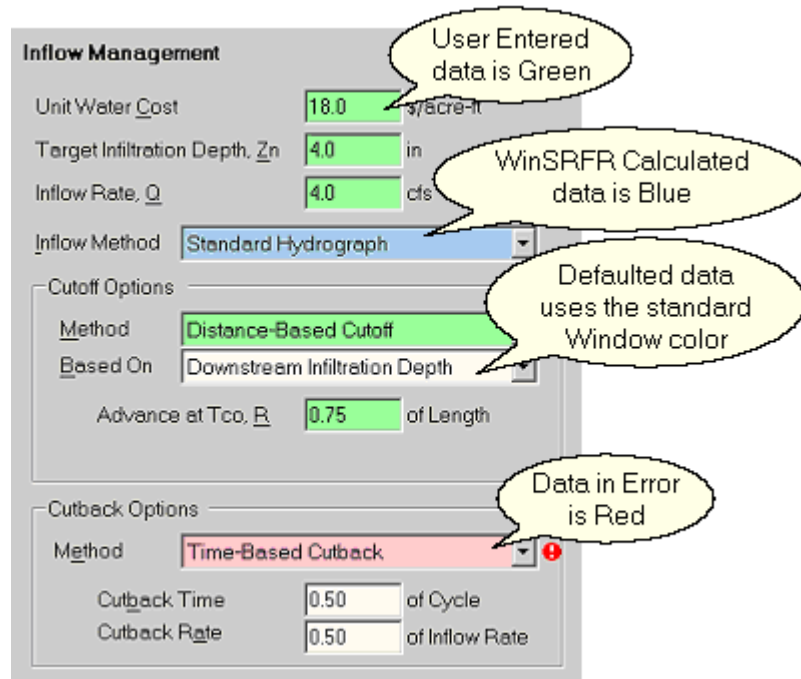 Inflow Management
User Entered
data is Green
Unit Water Cost 18.0 $/acre-ft
Target Infiltration Depth, Zn 4.0 in
WinSRFR Calculated
data is Blue
Inflow Rate, Q 4.0 cfs
Inflow Method Standard Hydrograph
Defaulted data
uses the standard
Window color
Cutoff Options
Method Distance-Based Cutoff
Based On Downstream Infiltration Depth
Advance at Tco, R 0.75 of Length
Data in Error
is Red
Cutback Options
Method Time-Based Cutback
Cutback Time 0.50 of Cycle
Cutback Rate 0.50 of Inflow Rate